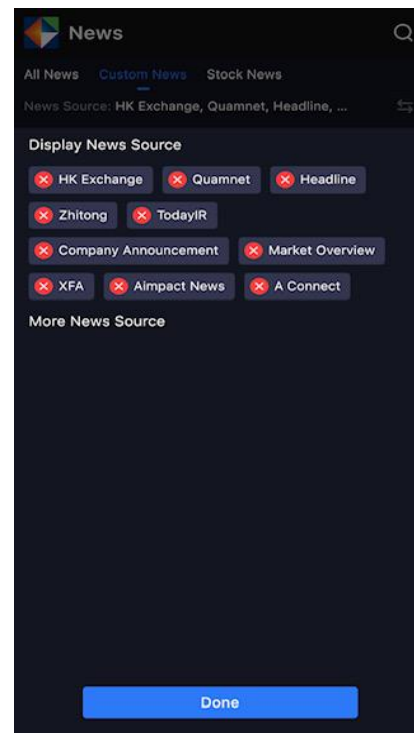 News
All News Custom News Stock News
News Source: HK Exchange, Quamnet, Headline, ...
Display News Source
HK Exchange Quamnet Headline
Zhitong TodayIR
Company Announcement Market Overview
XFA Aimpact News A Connect
More News Source
Done